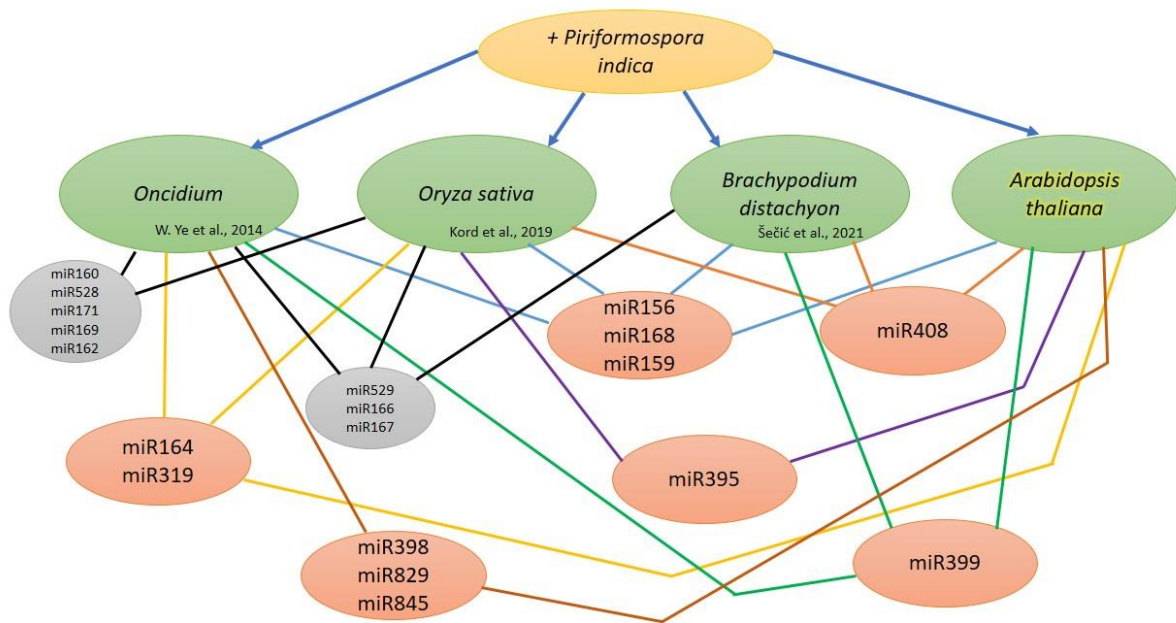 + Piriformospora
indica
Oncidium
W. Ye et al., 2014
Oryza sativa
Kord et al., 2019
Brachypodium
distachyon
Šečić et al., 2021
Arabidopsis
thaliana
miR160
miR528
miR171
miR169
miR162
miR156
miR168
miR159
miR408
miR529
miR166
miR167
miR164
miR319
miR395
miR398
miR829
miR845
miR399